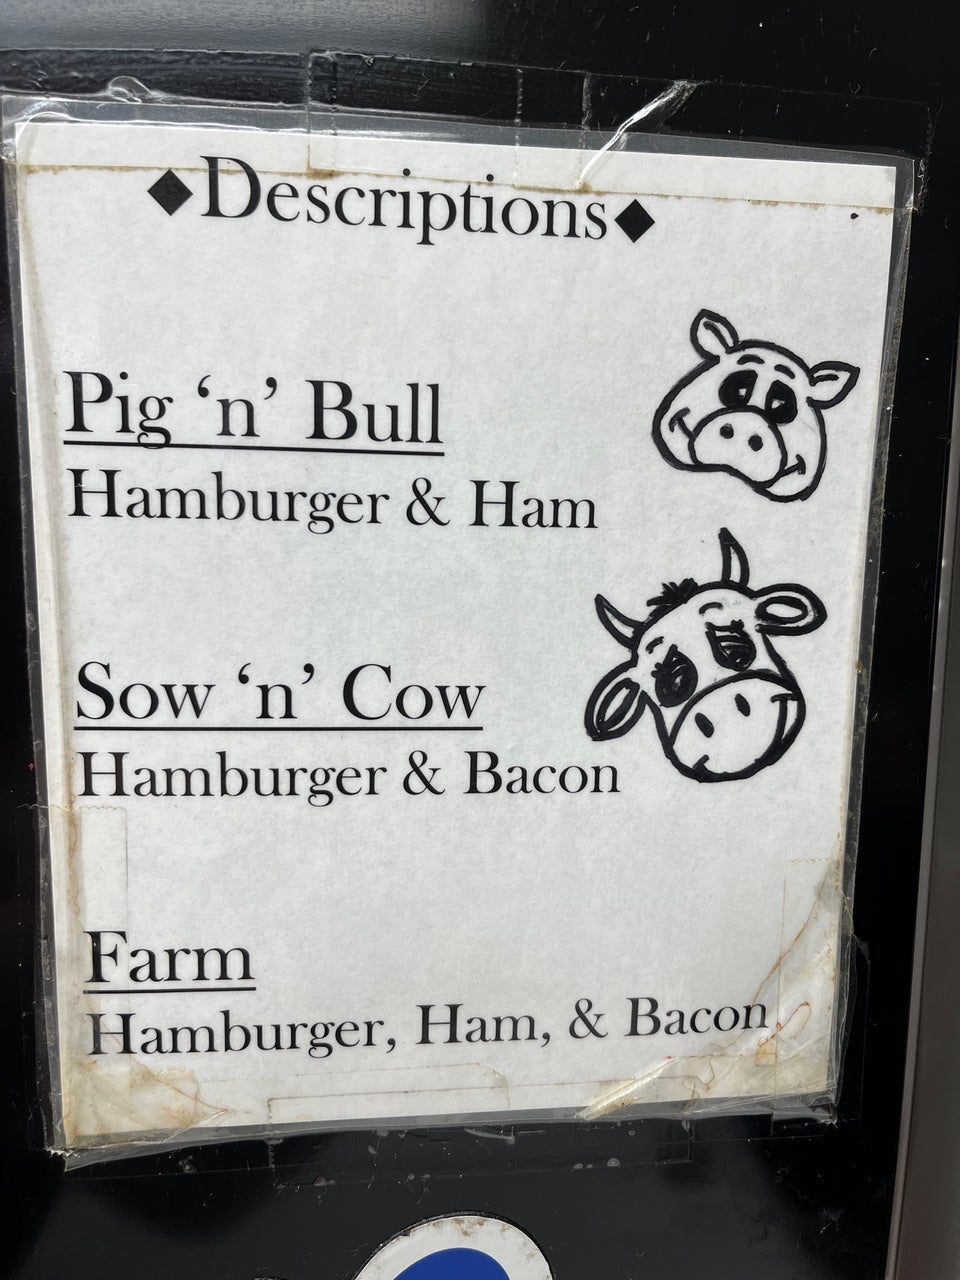 ◆Descriptions◆
Pig ‘n’ Bull
Hamburger & Ham
Sow ‘n’ Cow
Hamburger & Bacon
Farm
Hamburger, Ham, & Bacon